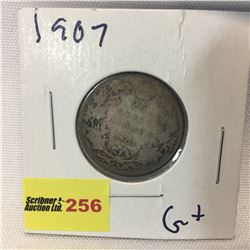 1907
Scribner
Auction Ltd. 256
G+